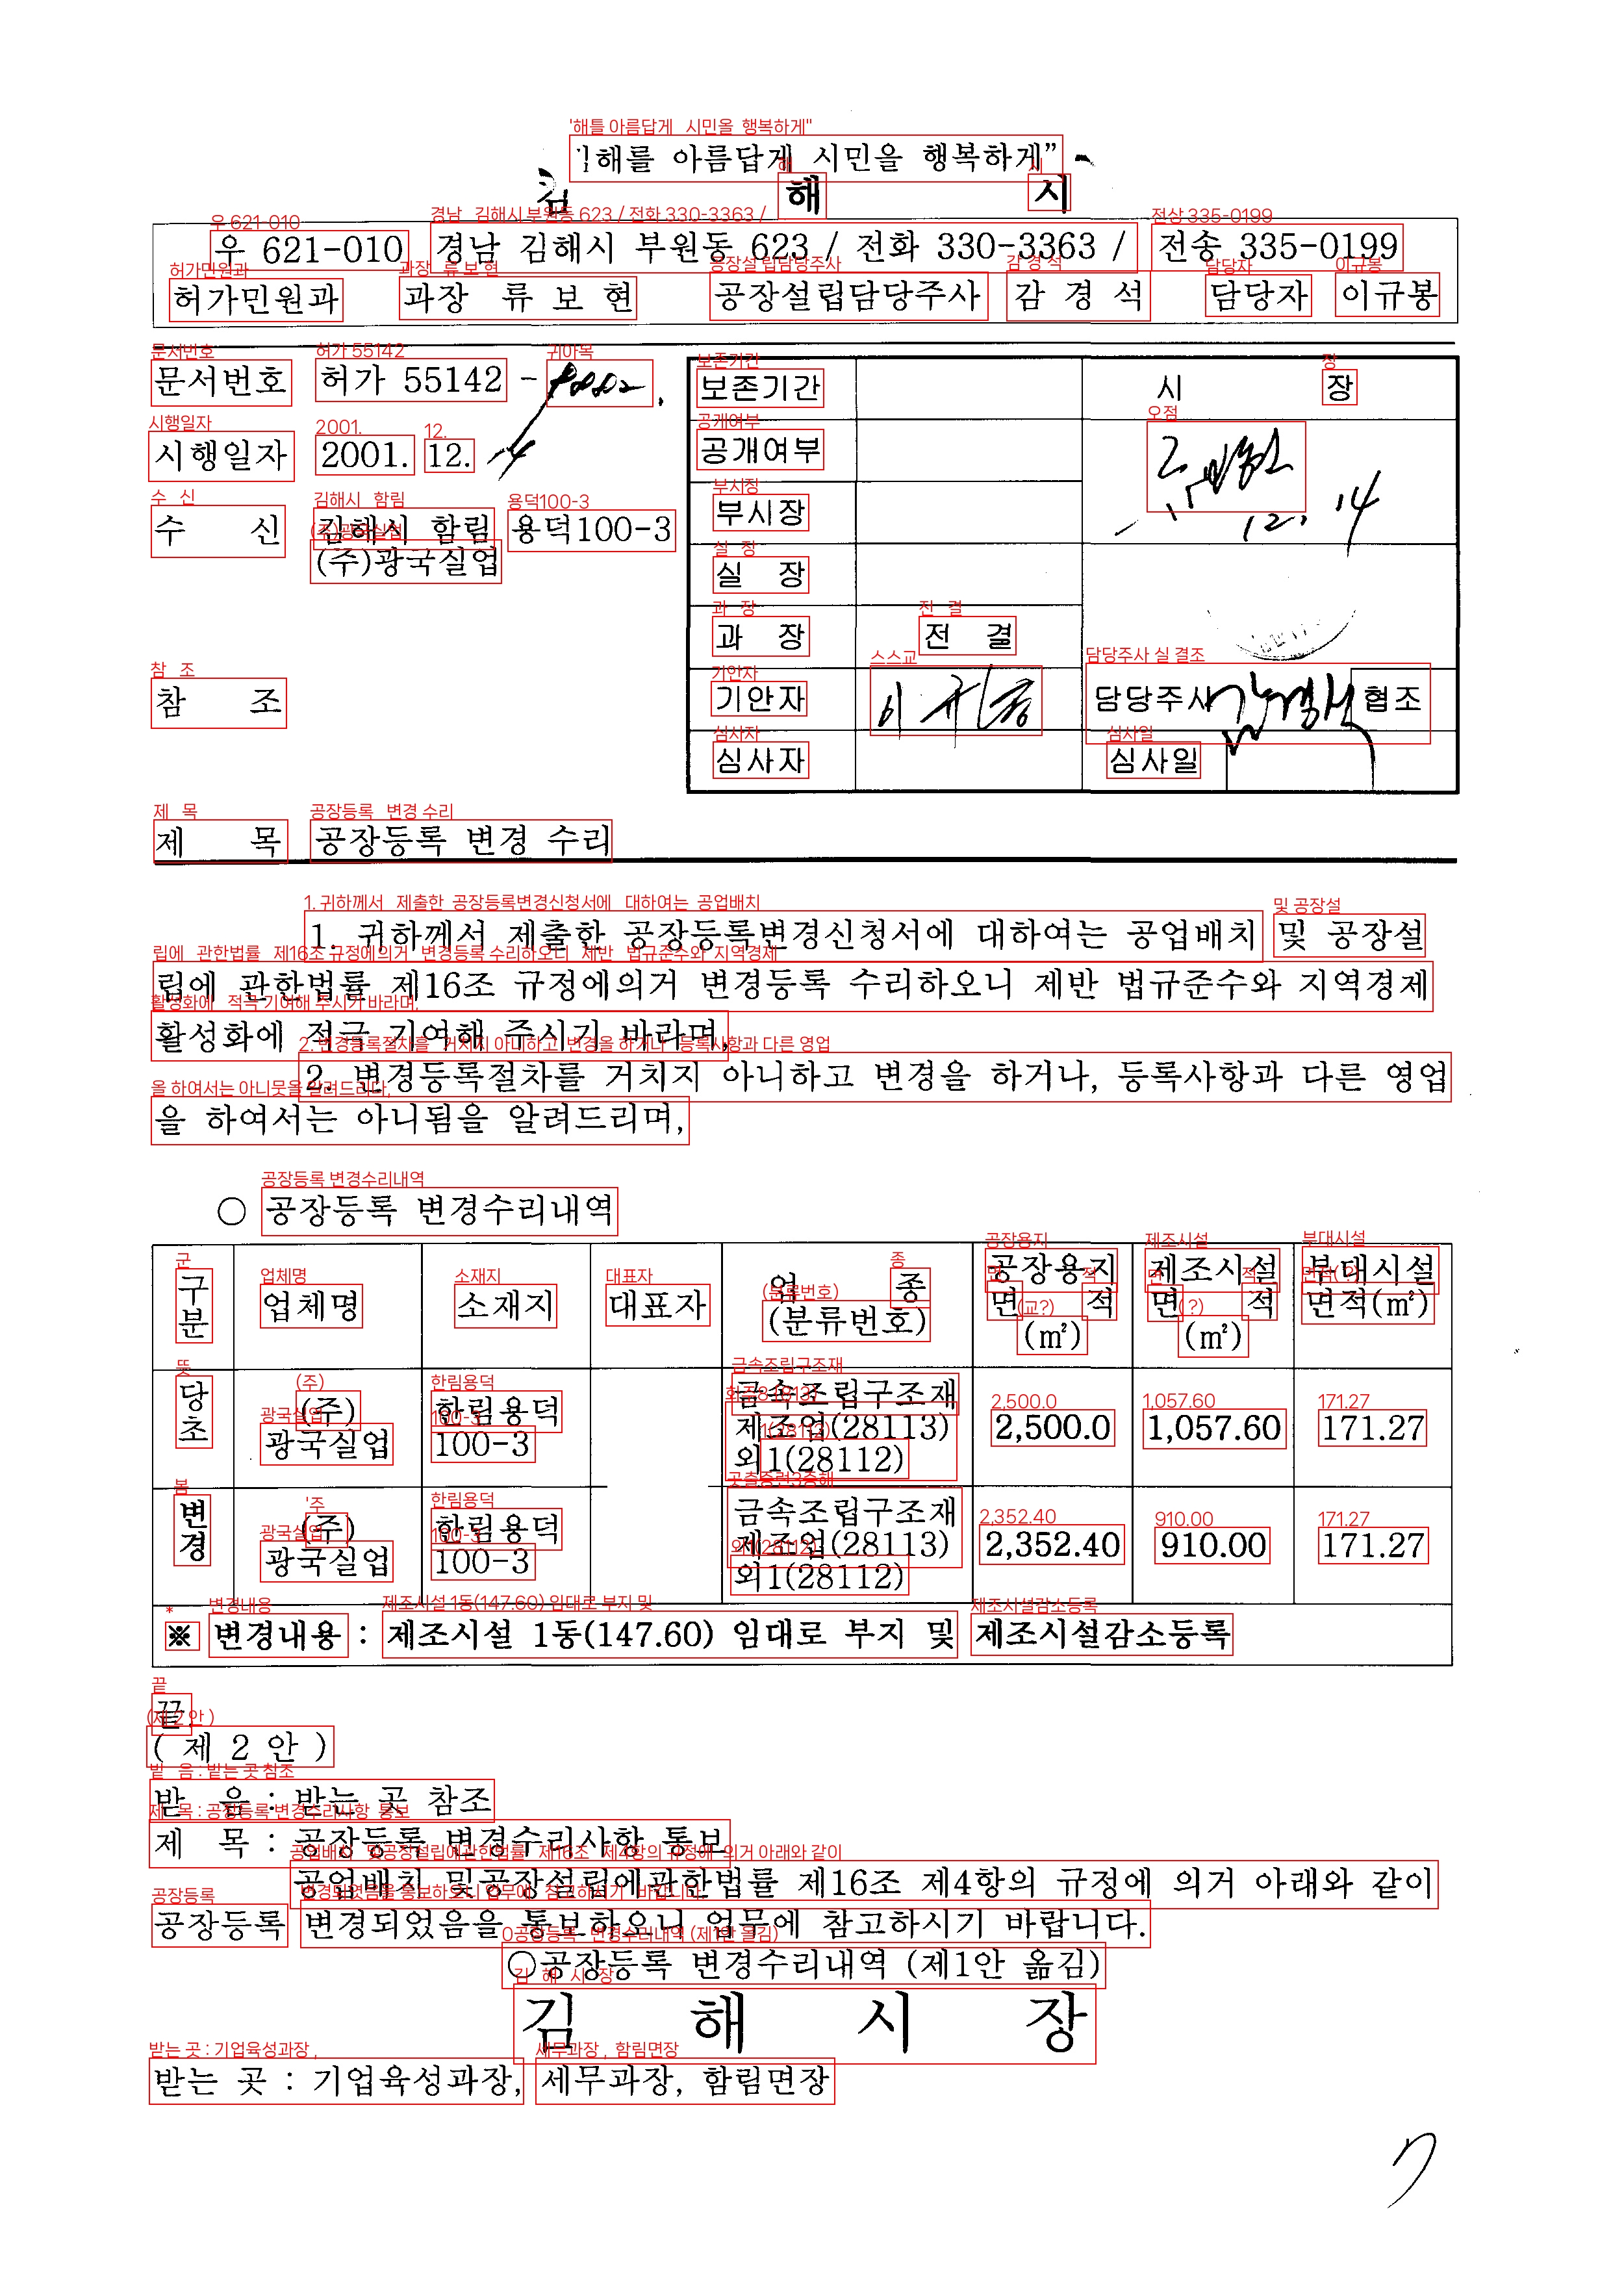 해를 아름답게 시민을 행복하게”
김 해 시
우 621-010 경남 김해시 부원동 623 / 전화 330-3363 / 전송 335-0199
허가민원과 과장 류 보 현 공장설립담당주사 감 경 석 담당자 이규봉
문서번호 허가 55142 -
시행일자 2001. 12. 14
수 신 김해시 함림 용덕100-3
(주)광국실업
참 조
보존기간 시 장
공개여부
부시장 12. 14
실 장
과 장 전 결
기안자 이규봉 담당주사 감경석 협조
심사자 심사일
제 목 공장등록 변경 수리
1. 귀하께서 제출한 공장등록변경신청서에 대하여는 공업배치 및 공장설
립에 관한법률 제16조 규정에의거 변경등록 수리하오니 제반 법규준수와 지역경제
활성화에 적극 기여해 주시기 바라며,
2. 변경등록절차를 거치지 아니하고 변경을 하거나, 등록사항과 다른 영업
을 하여서는 아니됨을 알려드리며,
○ 공장등록 변경수리내역
구분 업체명 소재지 대표자 업 종 (분류번호) 공장용지 면 적 (㎡) 제조시설 면 적 (㎡) 부대시설 면적(㎡)
당초 (주) 광국실업 한림용덕 100-3 금속조립구조재 제조업(28113) 외1(28112) 2,500.0 1,057.60 171.27
변경 (주) 광국실업 한림용덕 100-3 금속조립구조재 제조업(28113) 외1(28112) 2,352.40 910.00 171.27
※ 변경내용 : 제조시설 1동(147.60) 임대로 부지 및 제조시설감소등록
끝.
( 제 2 안 )
받 음 : 받는 곳 참조
제 목 : 공장등록 변경수리사항 통보
공업배치 및공장설립에관한법률 제16조 제4항의 규정에 의거 아래와 같이
공장등록 변경되었음을 통보하오니 업무에 참고하시기 바랍니다.
○공장등록 변경수리내역 (제1안 옮김)
김 해 시 장
받는 곳 : 기업육성과장, 세무과장, 함림면장